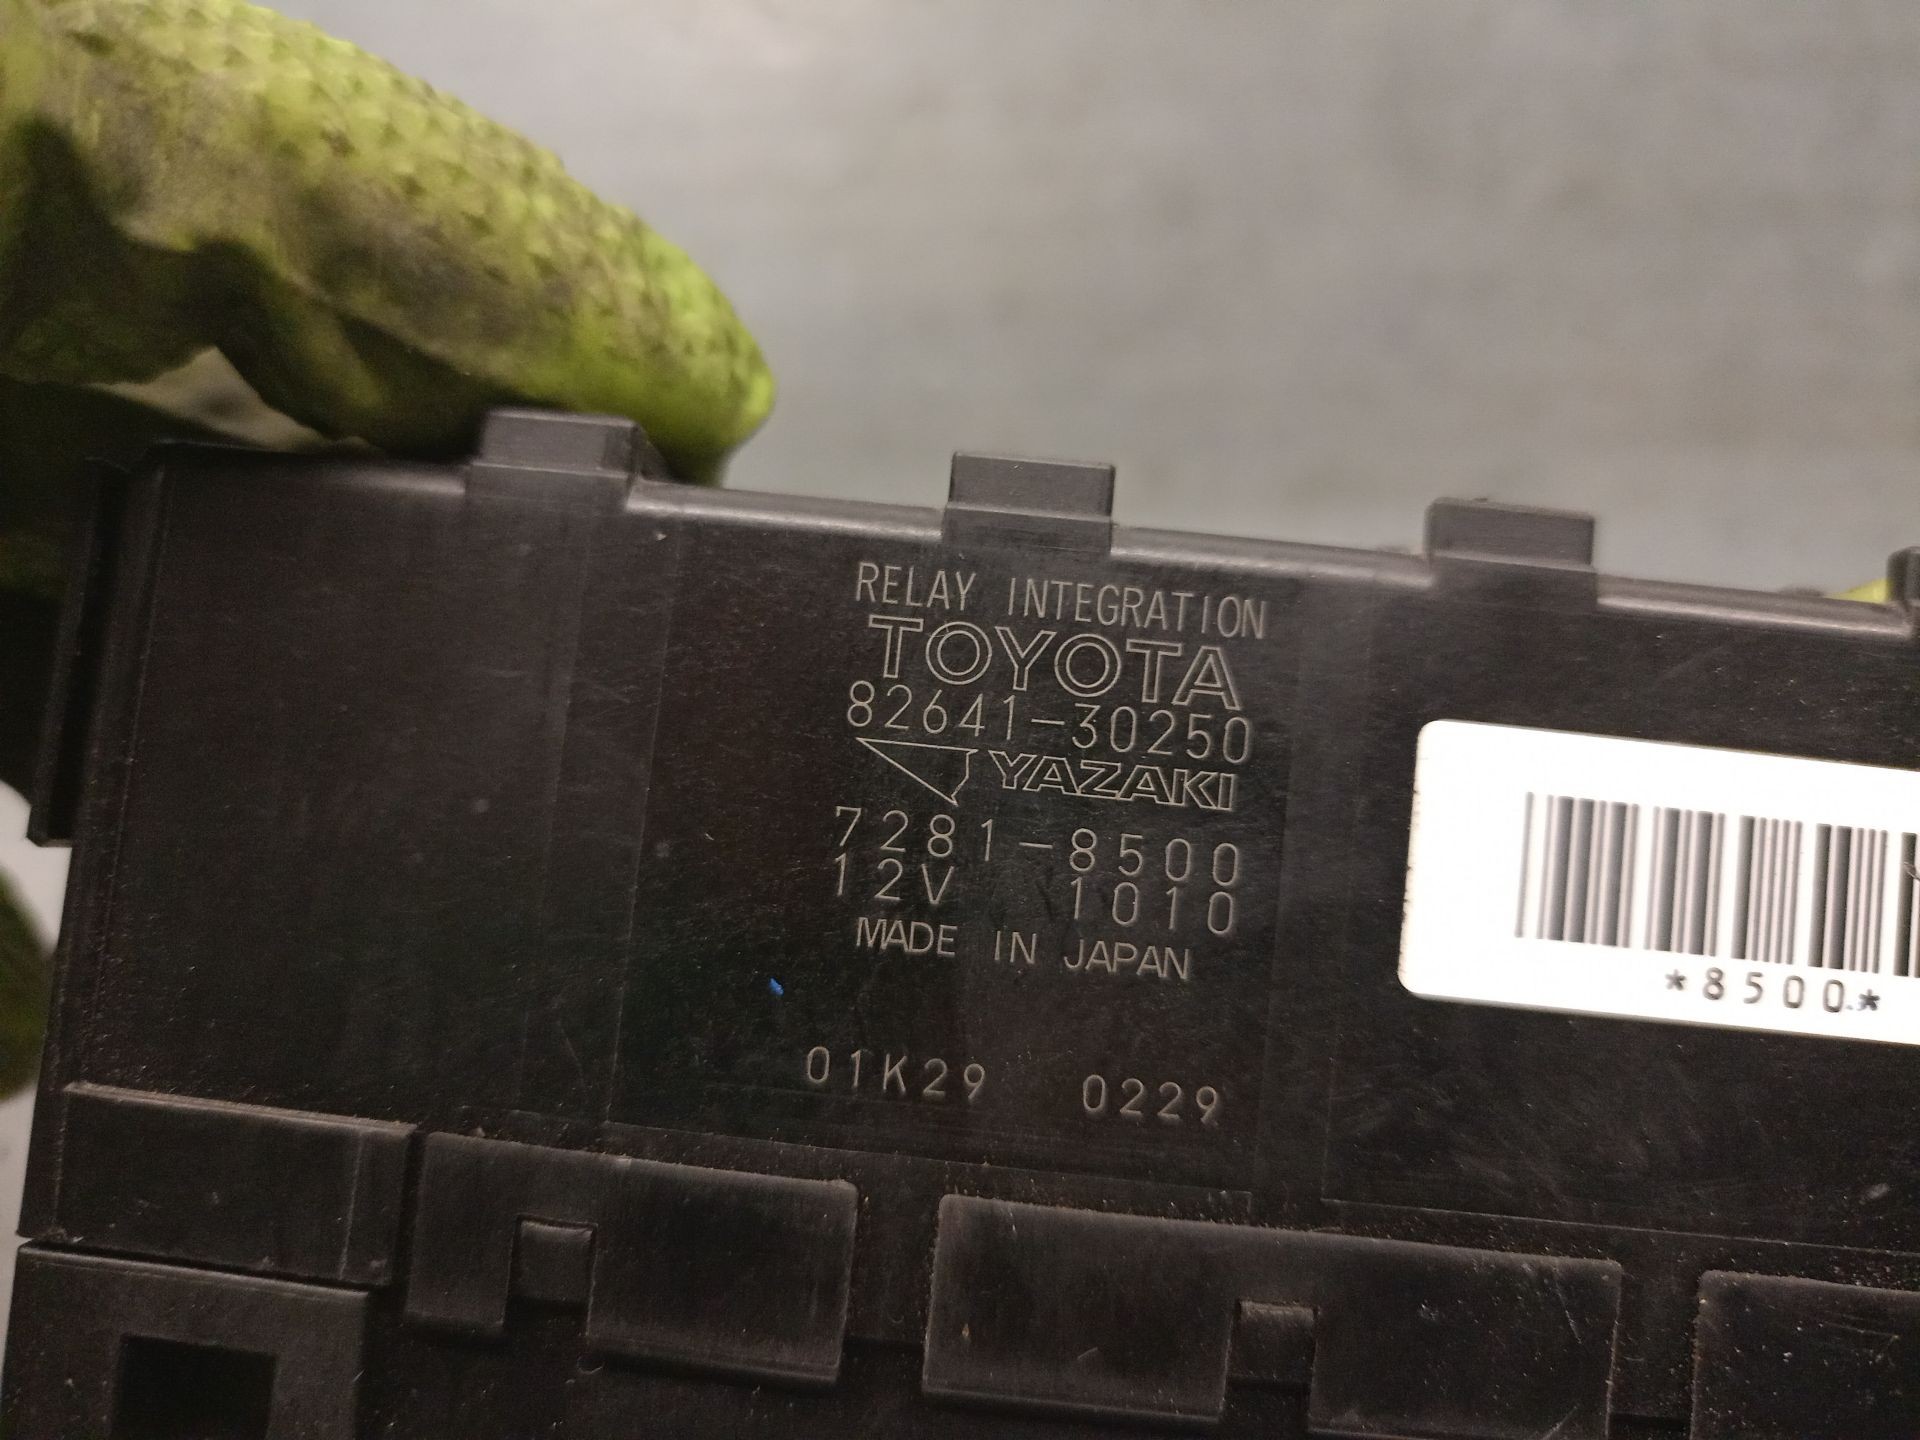 RELAY INTEGRATION
TOYOTA
82641-30250
YAZAKI
7281-8500
12V 1010
MADE IN JAPAN
01K29 0229
*8500*